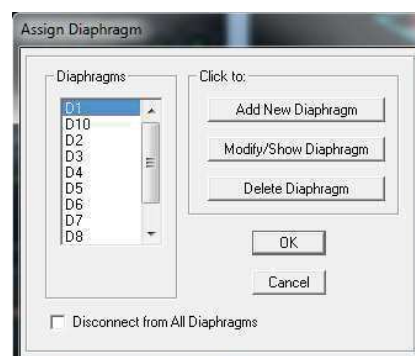 Assign Diaphragm
Diaphragms
D1
D10
D2
D3
D4
D5
D6
D7
D8
Click to:
Add New Diaphragm
Modify/Show Diaphragm
Delete Diaphragm
OK
Cancel
Disconnect from All Diaphragms